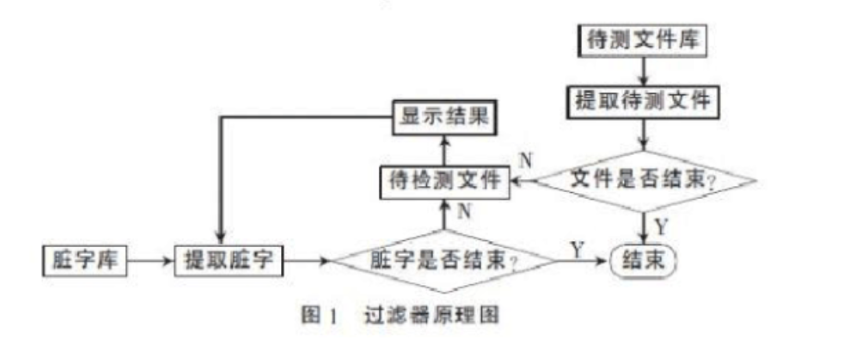 待测文件库
提取待测文件
显示结果
N
待检测文件
文件是否结束?
N
Y
脏字库
提取脏字
脏字是否结束?
Y
结束
图 1 过滤器原理图